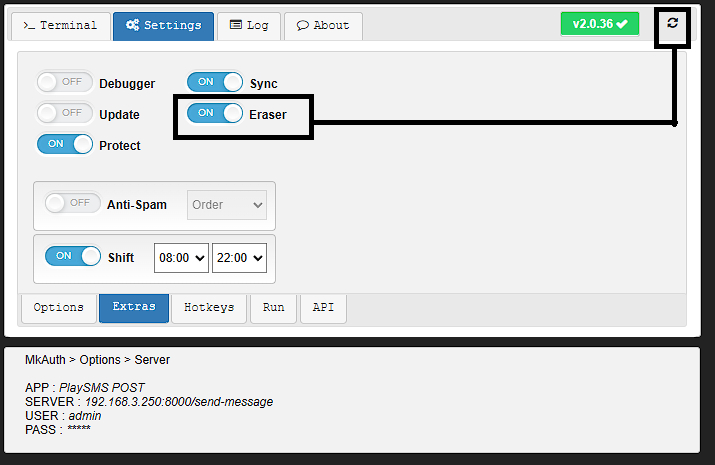 >_ Terminal Settings Log About v2.0.36
OFF Debugger ON Sync
OFF Update ON Eraser
ON Protect
OFF Anti-Spam Order
ON Shift 08:00 22:00
Options Extras Hotkeys Run API
MkAuth > Options > Server
APP : PlaySMS POST
SERVER : 192.168.3.250:8000/send-message
USER : admin
PASS : *****